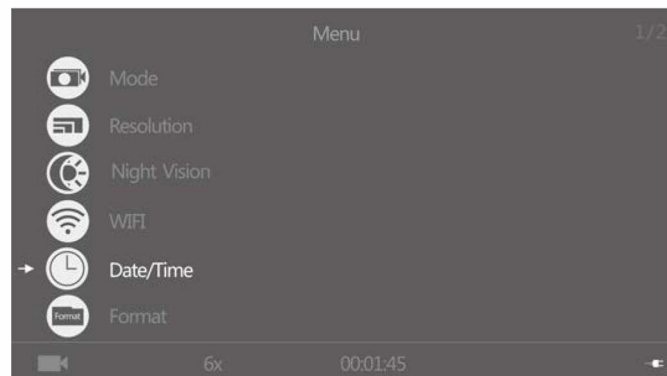 Menu 1/2
Mode
Resolution
Night Vision
WIFI
Date/Time
Format Format
6x 00:01:45